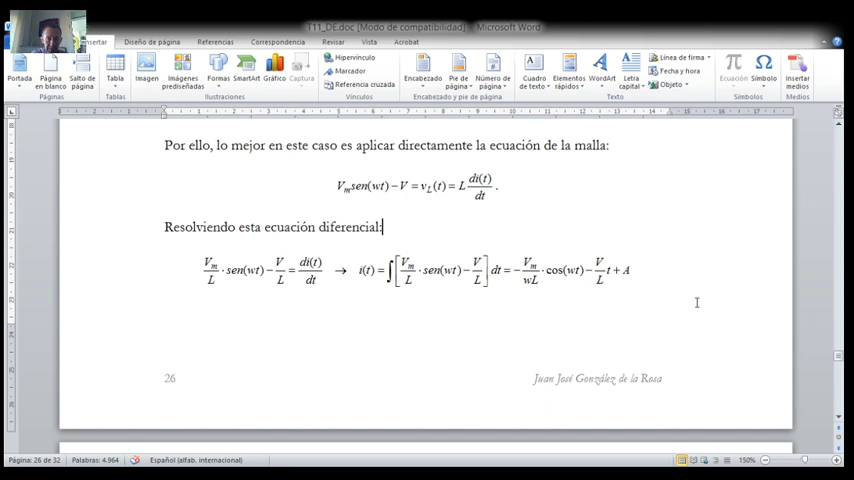 T11_DE.doc [Modo de compatibilidad] - Microsoft Word
Insertar Diseño de página Referencias Correspondencia Revisar Vista Acrobat
Portada Página en blanco Salto de página Tabla Imagen Imágenes prediseñadas Formas SmartArt Gráfico Captura Hipervínculo Marcador Referencia cruzada Encabezado Pie de página Número de página Cuadro de texto Elementos rápidos WordArt Letra capital Línea de firma Fecha y hora Objeto Ecuación Símbolo Insertar medios
Páginas Tablas Ilustraciones Vínculos Encabezado y pie de página Texto Símbolos Medios
Por ello, lo mejor en este caso es aplicar directamente la ecuación de la malla:
V_m sen(wt) − V = v_L(t) = L di(t)/dt .
Resolviendo esta ecuación diferencial:
V_m/L · sen(wt) − V/L = di(t)/dt → i(t) = ∫[V_m/L · sen(wt) − V/L] dt = − V_m/wL · cos(wt) − V/L t + A
26 Juan José González de la Rosa
Página: 26 de 32 Palabras: 4.964 Español (alfab. internacional) 150%